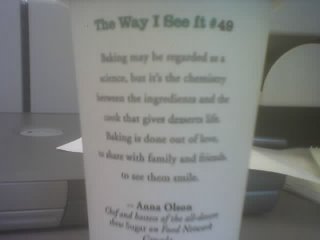 The Way I See It #49
Baking may be regarded as a
science, but it's the chemistry
between the ingredients and the
cook that gives desserts life.
Baking is done out of love,
to share with family and friends,
to see them smile.
-- Anna Olson
Chef and hostess of the all-dessert
show Sugar on Food Network
Canada